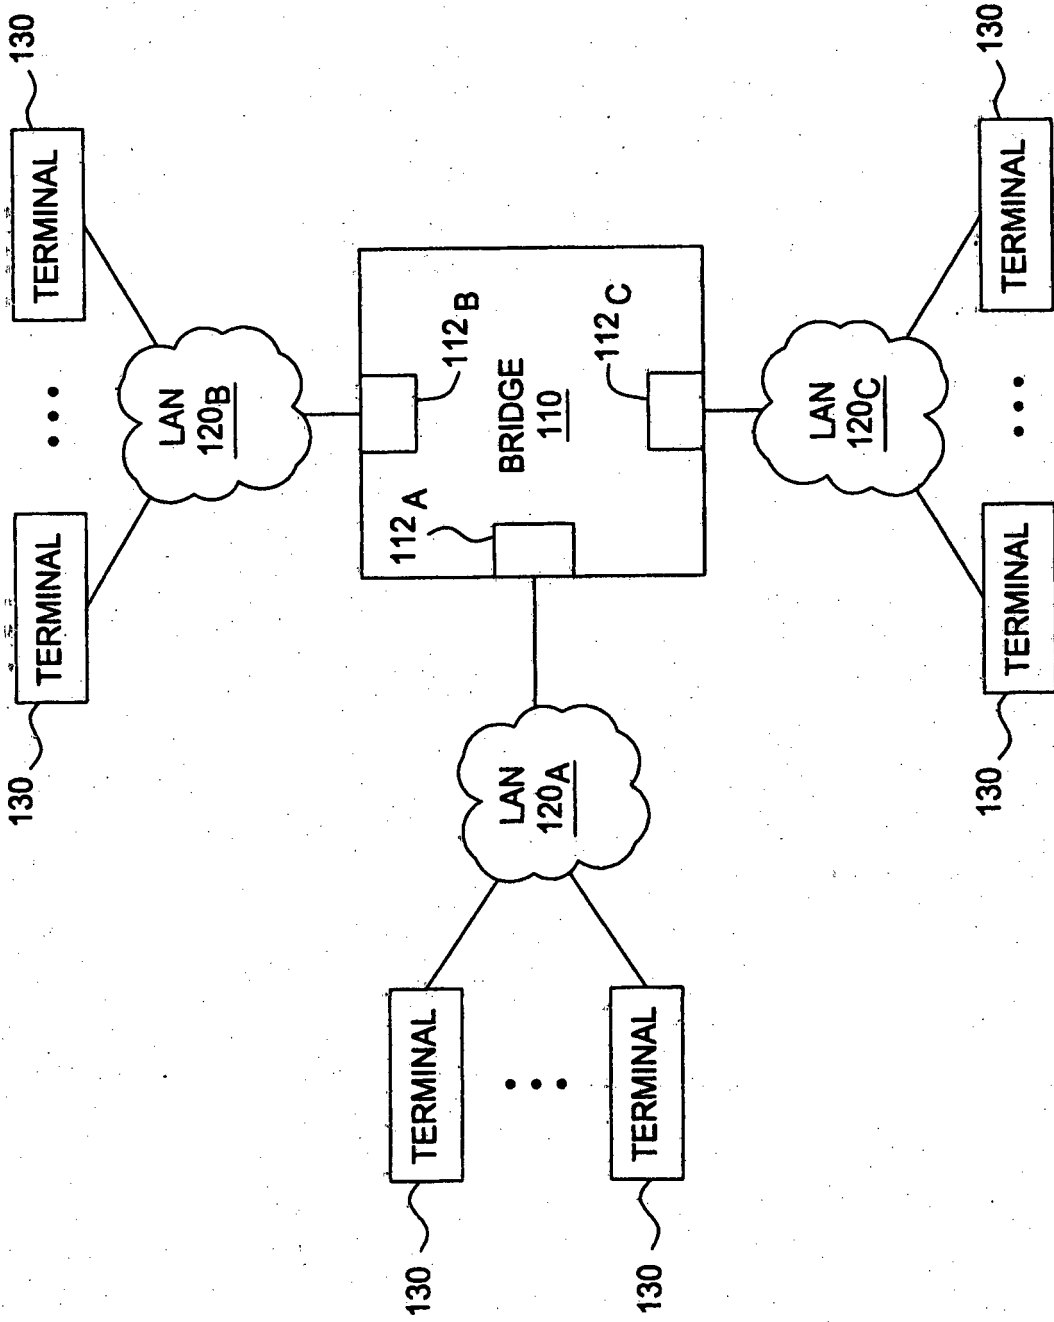 130
TERMINAL
TERMINAL
130
LAN
120B
112B
BRIDGE
110
112A
112C
LAN
120A
LAN
120C
TERMINAL
130
TERMINAL
130
TERMINAL
130
TERMINAL
130